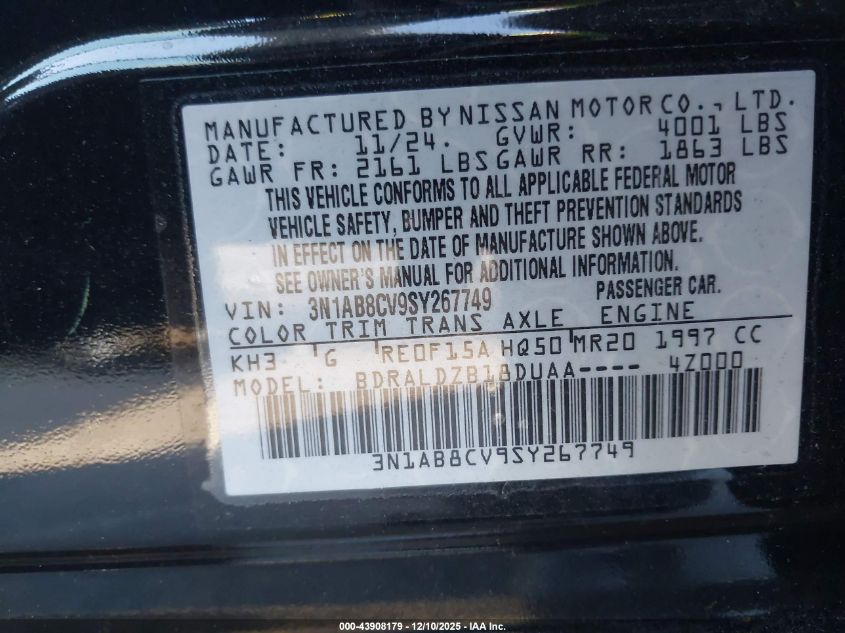 MANUFACTURED BY NISSAN MOTOR CO., LTD.
DATE: 11/24. GVWR: 4001 LBS
GAWR FR: 2161 LBS GAWR RR: 1863 LBS
THIS VEHICLE CONFORMS TO ALL APPLICABLE FEDERAL MOTOR
VEHICLE SAFETY, BUMPER AND THEFT PREVENTION STANDARDS
IN EFFECT ON THE DATE OF MANUFACTURE SHOWN ABOVE.
SEE OWNER'S MANUAL FOR ADDITIONAL INFORMATION.
VIN: 3N1AB8CV9SY267749 PASSENGER CAR.
COLOR TRIM TRANS AXLE ENGINE
KH3 G RE0F15A HQ50 MR20 1997 CC
MODEL: BDRALDZB18DUAA---- 4Z000
3N1AB8CV9SY267749
000-43908179 - 12/10/2025 - IAA Inc.